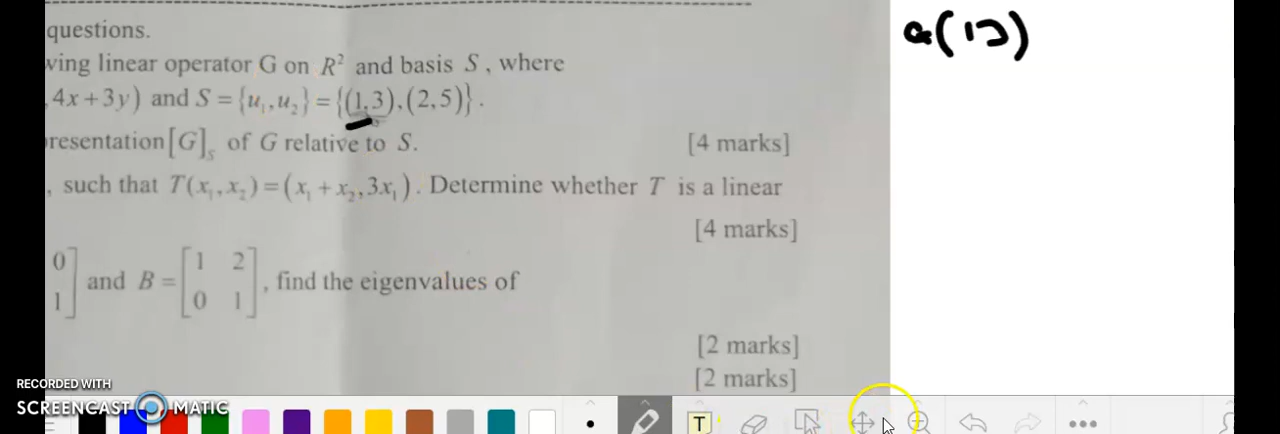 questions.
a(13)
wing linear operator G on R² and basis S, where
4x+3y) and S = {u₁,u₂} = {(1,3),(2,5)}.
resentation [G]ₛ of G relative to S. [4 marks]
, such that T(x₁,x₂) = (x₁ + x₂, 3x₁). Determine whether T is a linear
[4 marks]
0
1] and B = [1 2
0 1], find the eigenvalues of
[2 marks]
[2 marks]
RECORDED WITH
SCREENCAST MATIC
T